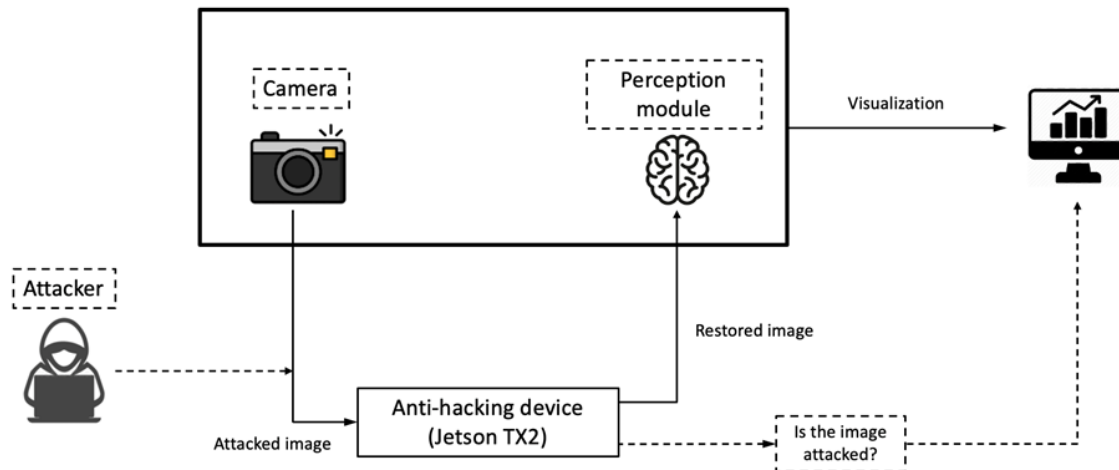 Camera
Perception
module
Visualization
Attacker
Restored image
Attacked image
Anti-hacking device
(Jetson TX2)
Is the image
attacked?